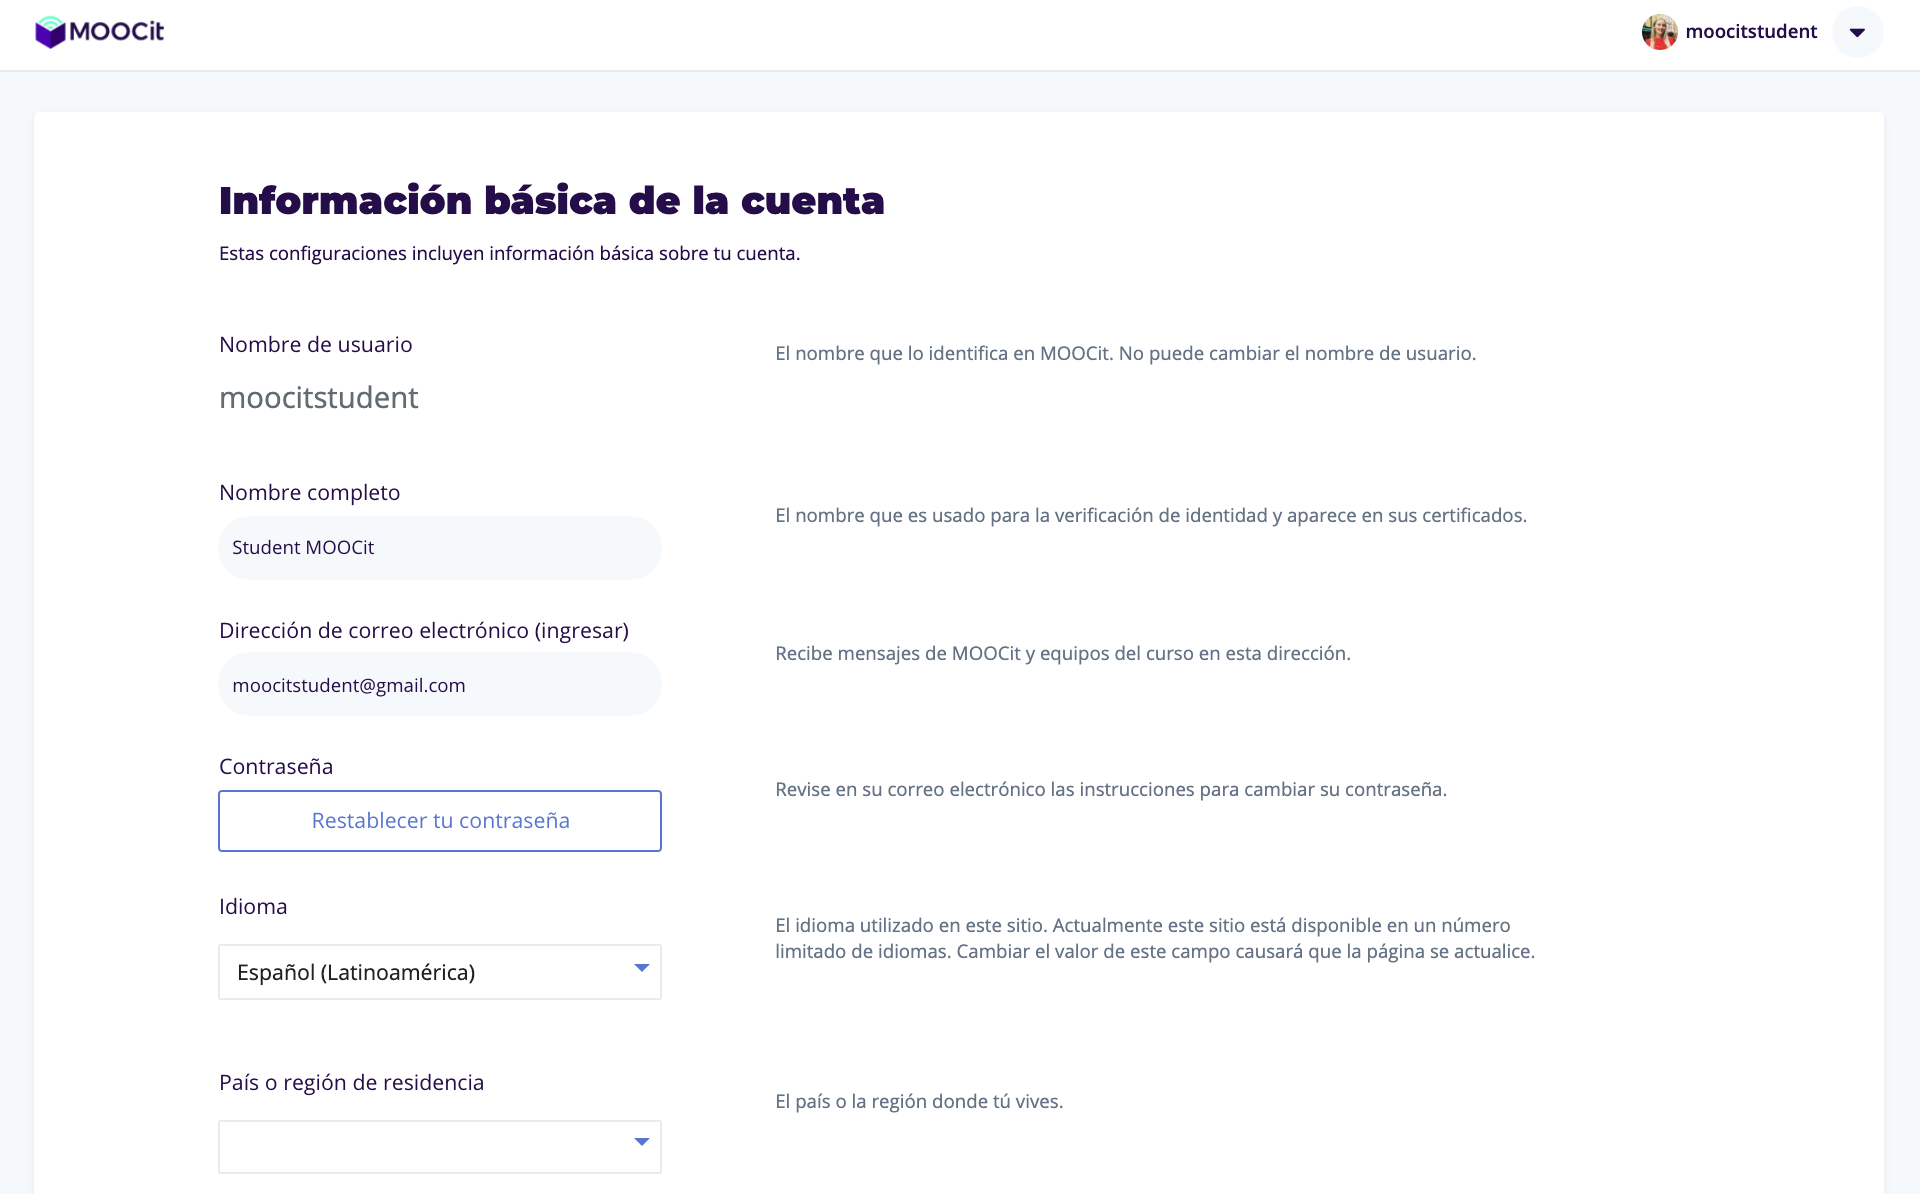 MOOCit
moocitstudent
Información básica de la cuenta
Estas configuraciones incluyen información básica sobre tu cuenta.
Nombre de usuario
El nombre que lo identifica en MOOCit. No puede cambiar el nombre de usuario.
moocitstudent
Nombre completo
El nombre que es usado para la verificación de identidad y aparece en sus certificados.
Student MOOCit
Dirección de correo electrónico (ingresar)
Recibe mensajes de MOOCit y equipos del curso en esta dirección.
moocitstudent@gmail.com
Contraseña
Revise en su correo electrónico las instrucciones para cambiar su contraseña.
Restablecer tu contraseña
Idioma
El idioma utilizado en este sitio. Actualmente este sitio está disponible en un número
limitado de idiomas. Cambiar el valor de este campo causará que la página se actualice.
Español (Latinoamérica)
País o región de residencia
El país o la región donde tú vives.